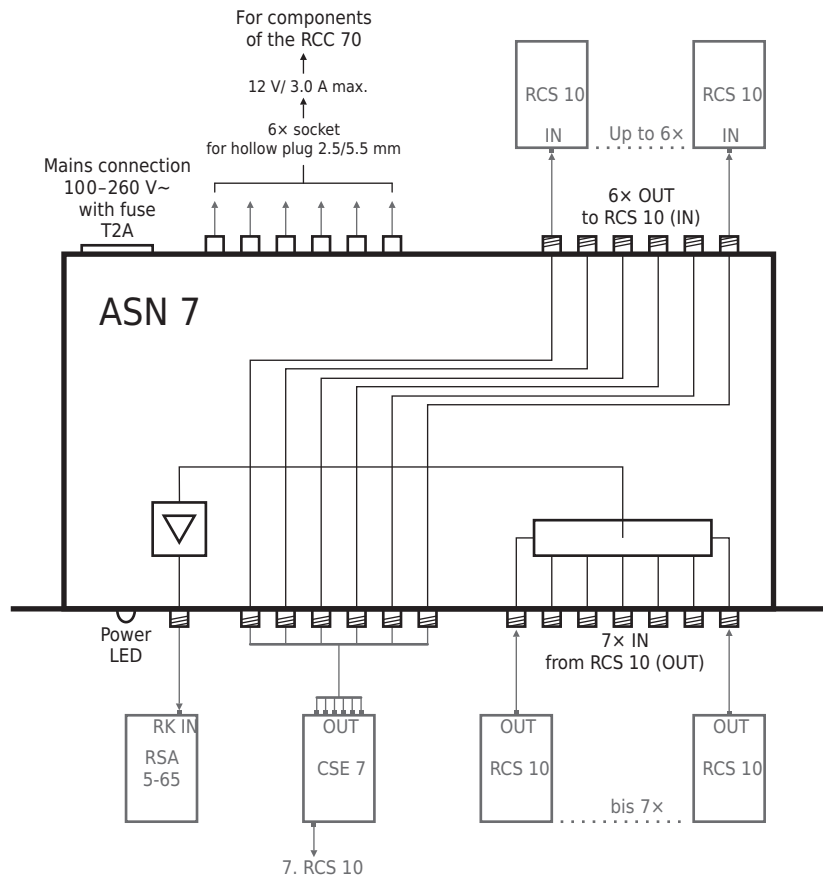 For components
of the RCC 70
12 V/ 3.0 A max.
6× socket
for hollow plug 2.5/5.5 mm
Mains connection
100–260 V~
with fuse
T2A
RCS 10
IN
Up to 6×
RCS 10
IN
6× OUT
to RCS 10 (IN)
ASN 7
Power
LED
7× IN
from RCS 10 (OUT)
RK IN
RSA
5-65
OUT
CSE 7
7. RCS 10
OUT
RCS 10
bis 7×
OUT
RCS 10